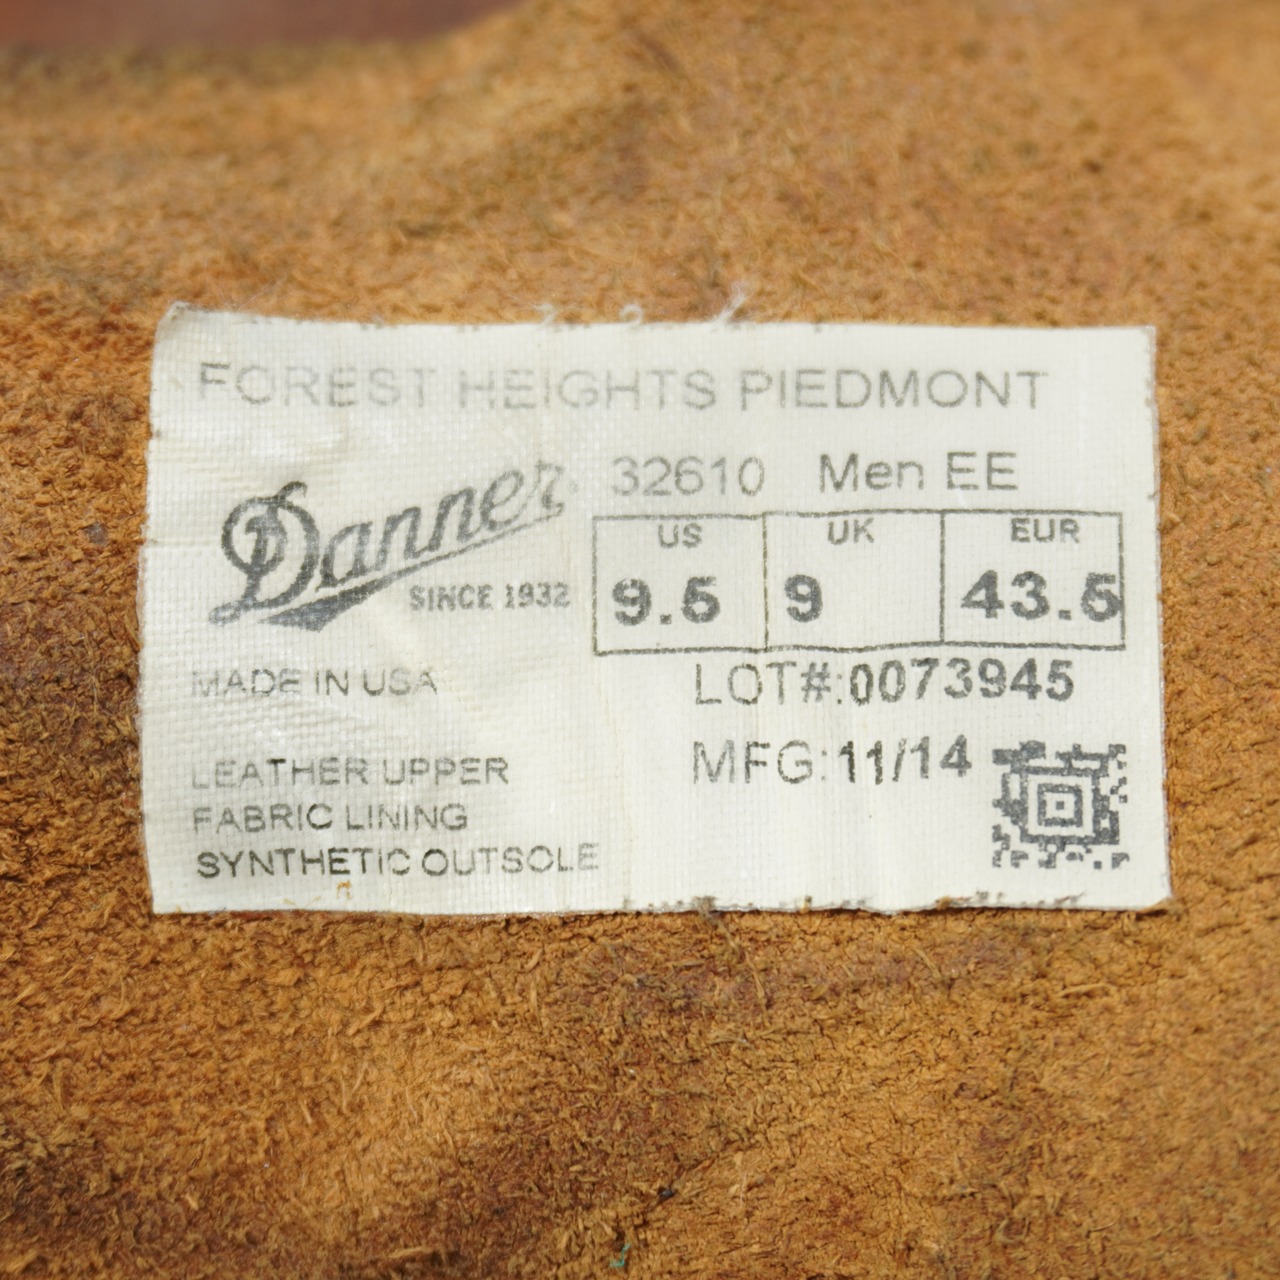 FOREST HEIGHTS PIEDMONT
Danner
SINCE 1932
32610 Men EE
US UK EUR
9.5 9 43.5
MADE IN USA
LOT#:0073945
MFG:11/14
LEATHER UPPER
FABRIC LINING
SYNTHETIC OUTSOLE